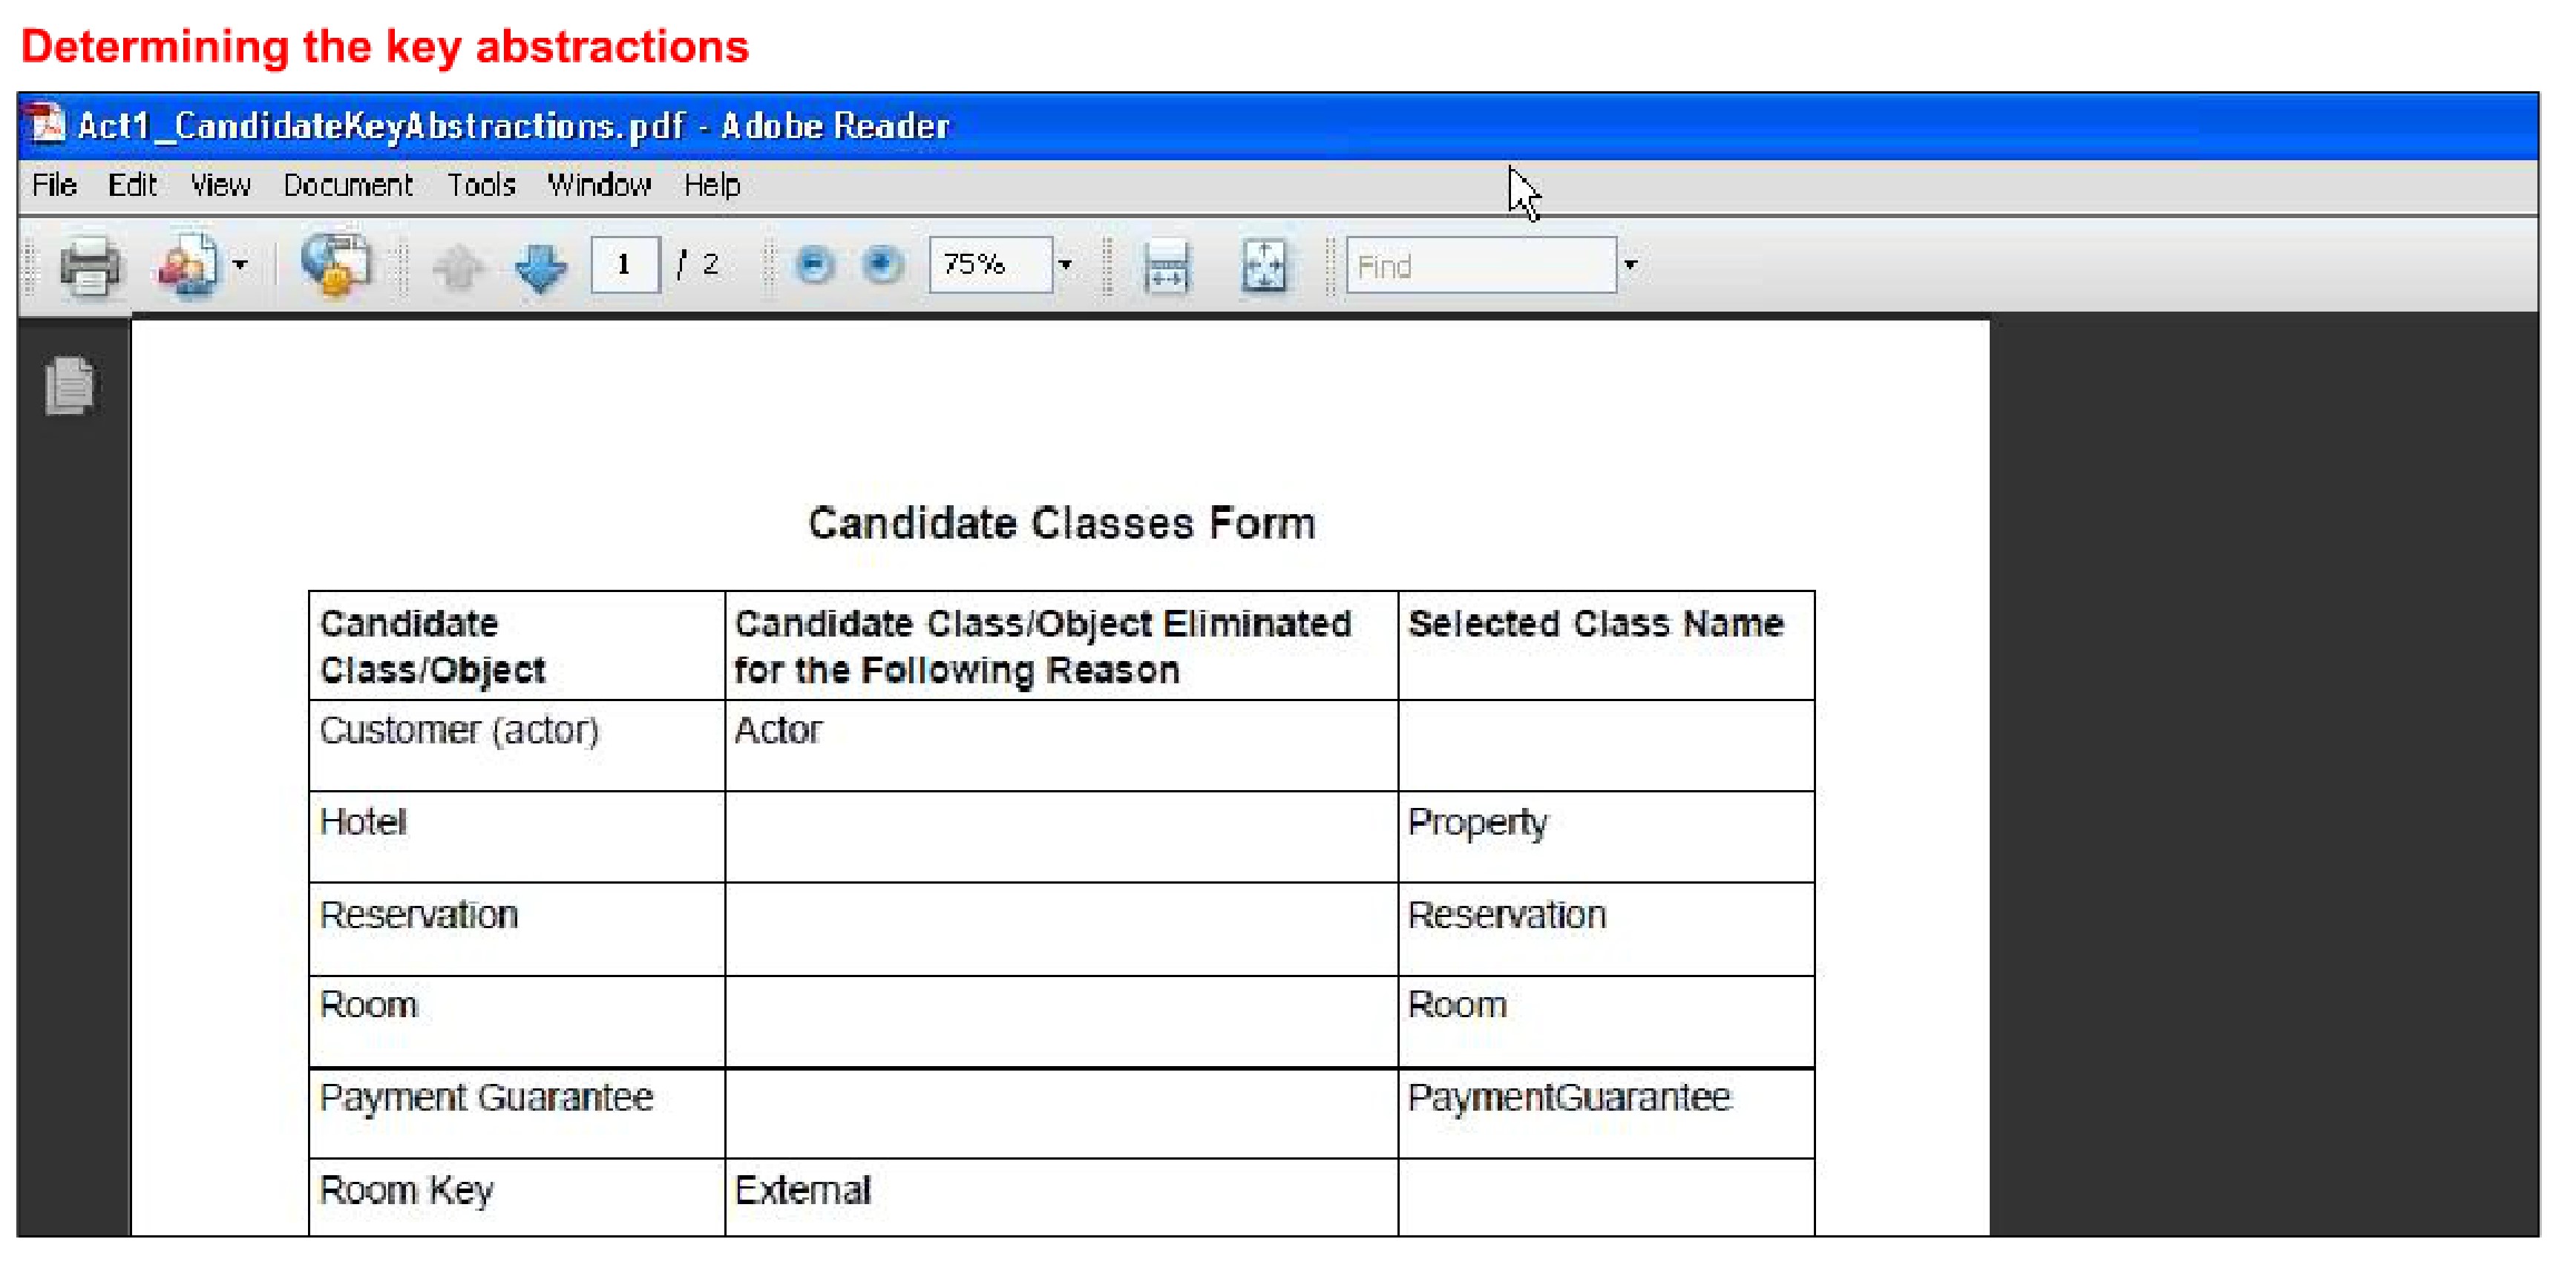 Determining the key abstractions
Act1_CandidateKeyAbstractions.pdf - Adobe Reader
File Edit View Document Tools Window Help
1 / 2 75% Find
Candidate Classes Form
Candidate Class/Object Candidate Class/Object Eliminated for the Following Reason Selected Class Name
Customer (actor) Actor
Hotel Property
Reservation Reservation
Room Room
Payment Guarantee PaymentGuarantee
Room Key External